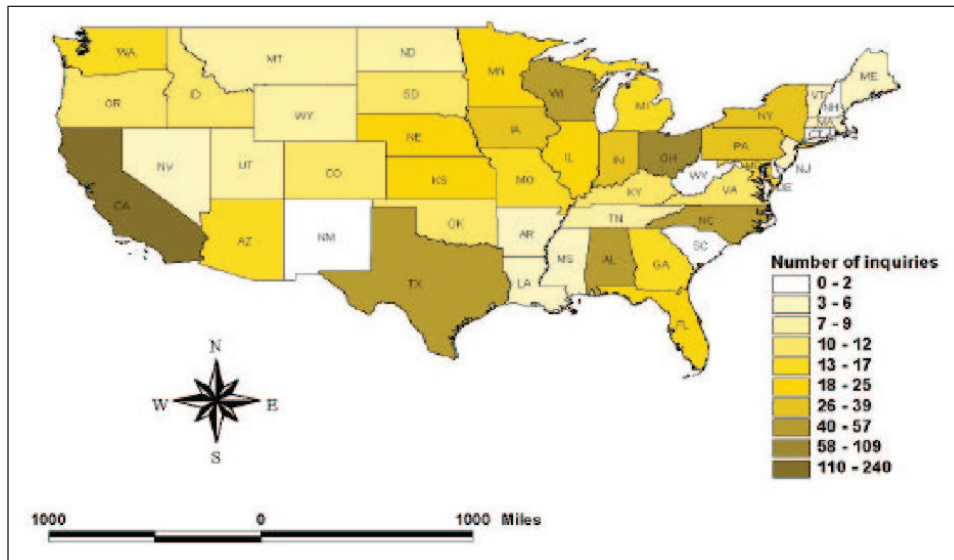 WA
MT
ND
MN
ME
VT
NH
OR
ID
SD
WI
MI
NY
MA
CT
WY
NE
IA
PA
NJ
NV
UT
CO
IL
IN
OH
CA
KS
MO
KY
WY
VA
DE
AZ
NM
OK
AR
TN
NC
SC
TX
LA
MS
AL
GA
FL
Number of inquiries
0 - 2
3 - 6
7 - 9
10 - 12
13 - 17
18 - 25
26 - 39
40 - 57
58 - 109
110 - 240
N
W
E
S
1000
0
1000 Miles